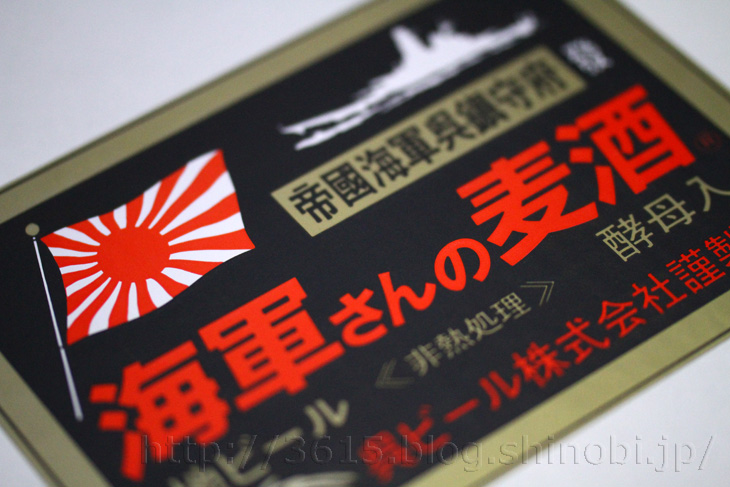 帝國海軍呉鎮守府
海軍さんの麦酒
酵母入
≪非熱処理≫
地ビール
呉ビール株式会社謹製
http://3615.blog.shinobi.jp/